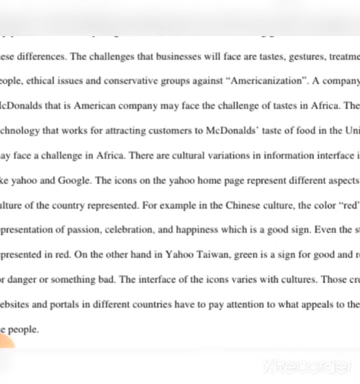 ese differences. The challenges that businesses will face are tastes, gestures, treatme
eople, ethical issues and conservative groups against “Americanization”. A company
cDonalds that is American company may face the challenge of tastes in Africa. The
chnology that works for attracting customers to McDonalds’ taste of food in the Uni
ay face a challenge in Africa. There are cultural variations in information interface i
ke yahoo and Google. The icons on the yahoo home page represent different aspects
lture of the country represented. For example in the Chinese culture, the color “red”
presentation of passion, celebration, and happiness which is a good sign. Even the s
presented in red. On the other hand in Yahoo Taiwan, green is a sign for good and r
r danger or something bad. The interface of the icons varies with cultures. Those cr
ebsites and portals in different countries have to pay attention to what appeals to the
e people.